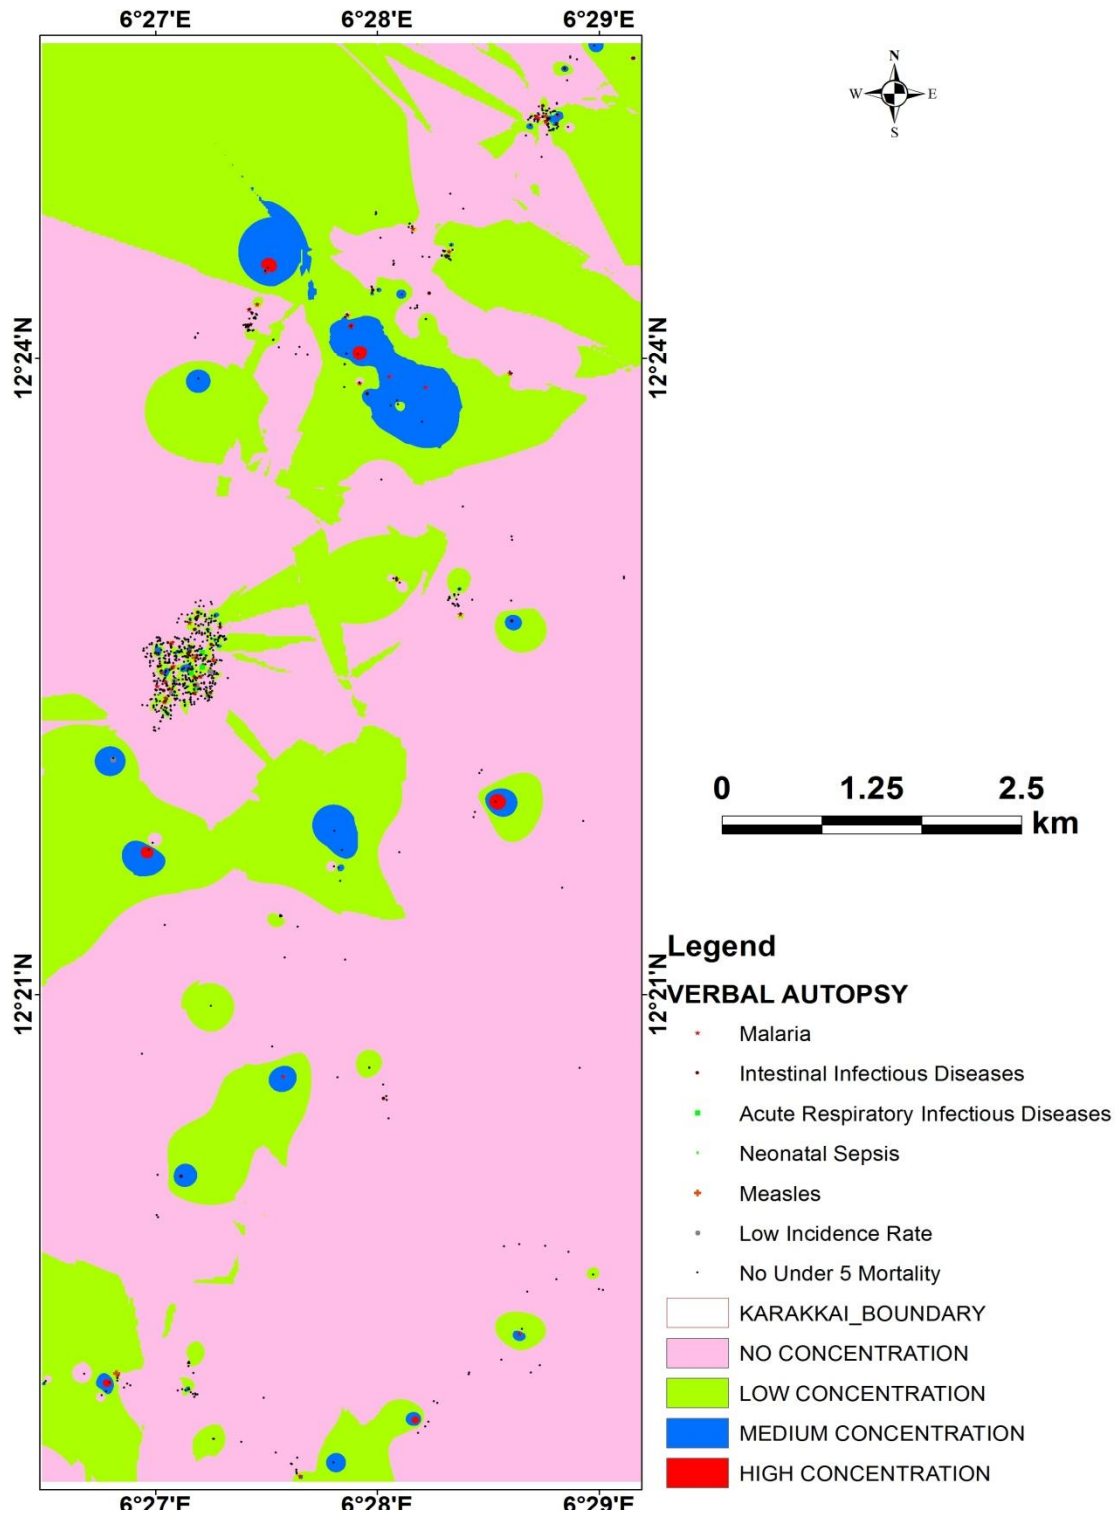 6°27'E 6°28'E 6°29'E
N
W E
S
12°24'N 12°24'N
0 1.25 2.5
km
Legend
12°21'N 12°21'N
VERBAL AUTOPSY
Malaria
Intestinal Infectious Diseases
Acute Respiratory Infectious Diseases
Neonatal Sepsis
Measles
Low Incidence Rate
No Under 5 Mortality
KARAKKAI_BOUNDARY
NO CONCENTRATION
LOW CONCENTRATION
MEDIUM CONCENTRATION
HIGH CONCENTRATION
6°27'E 6°28'E 6°29'E